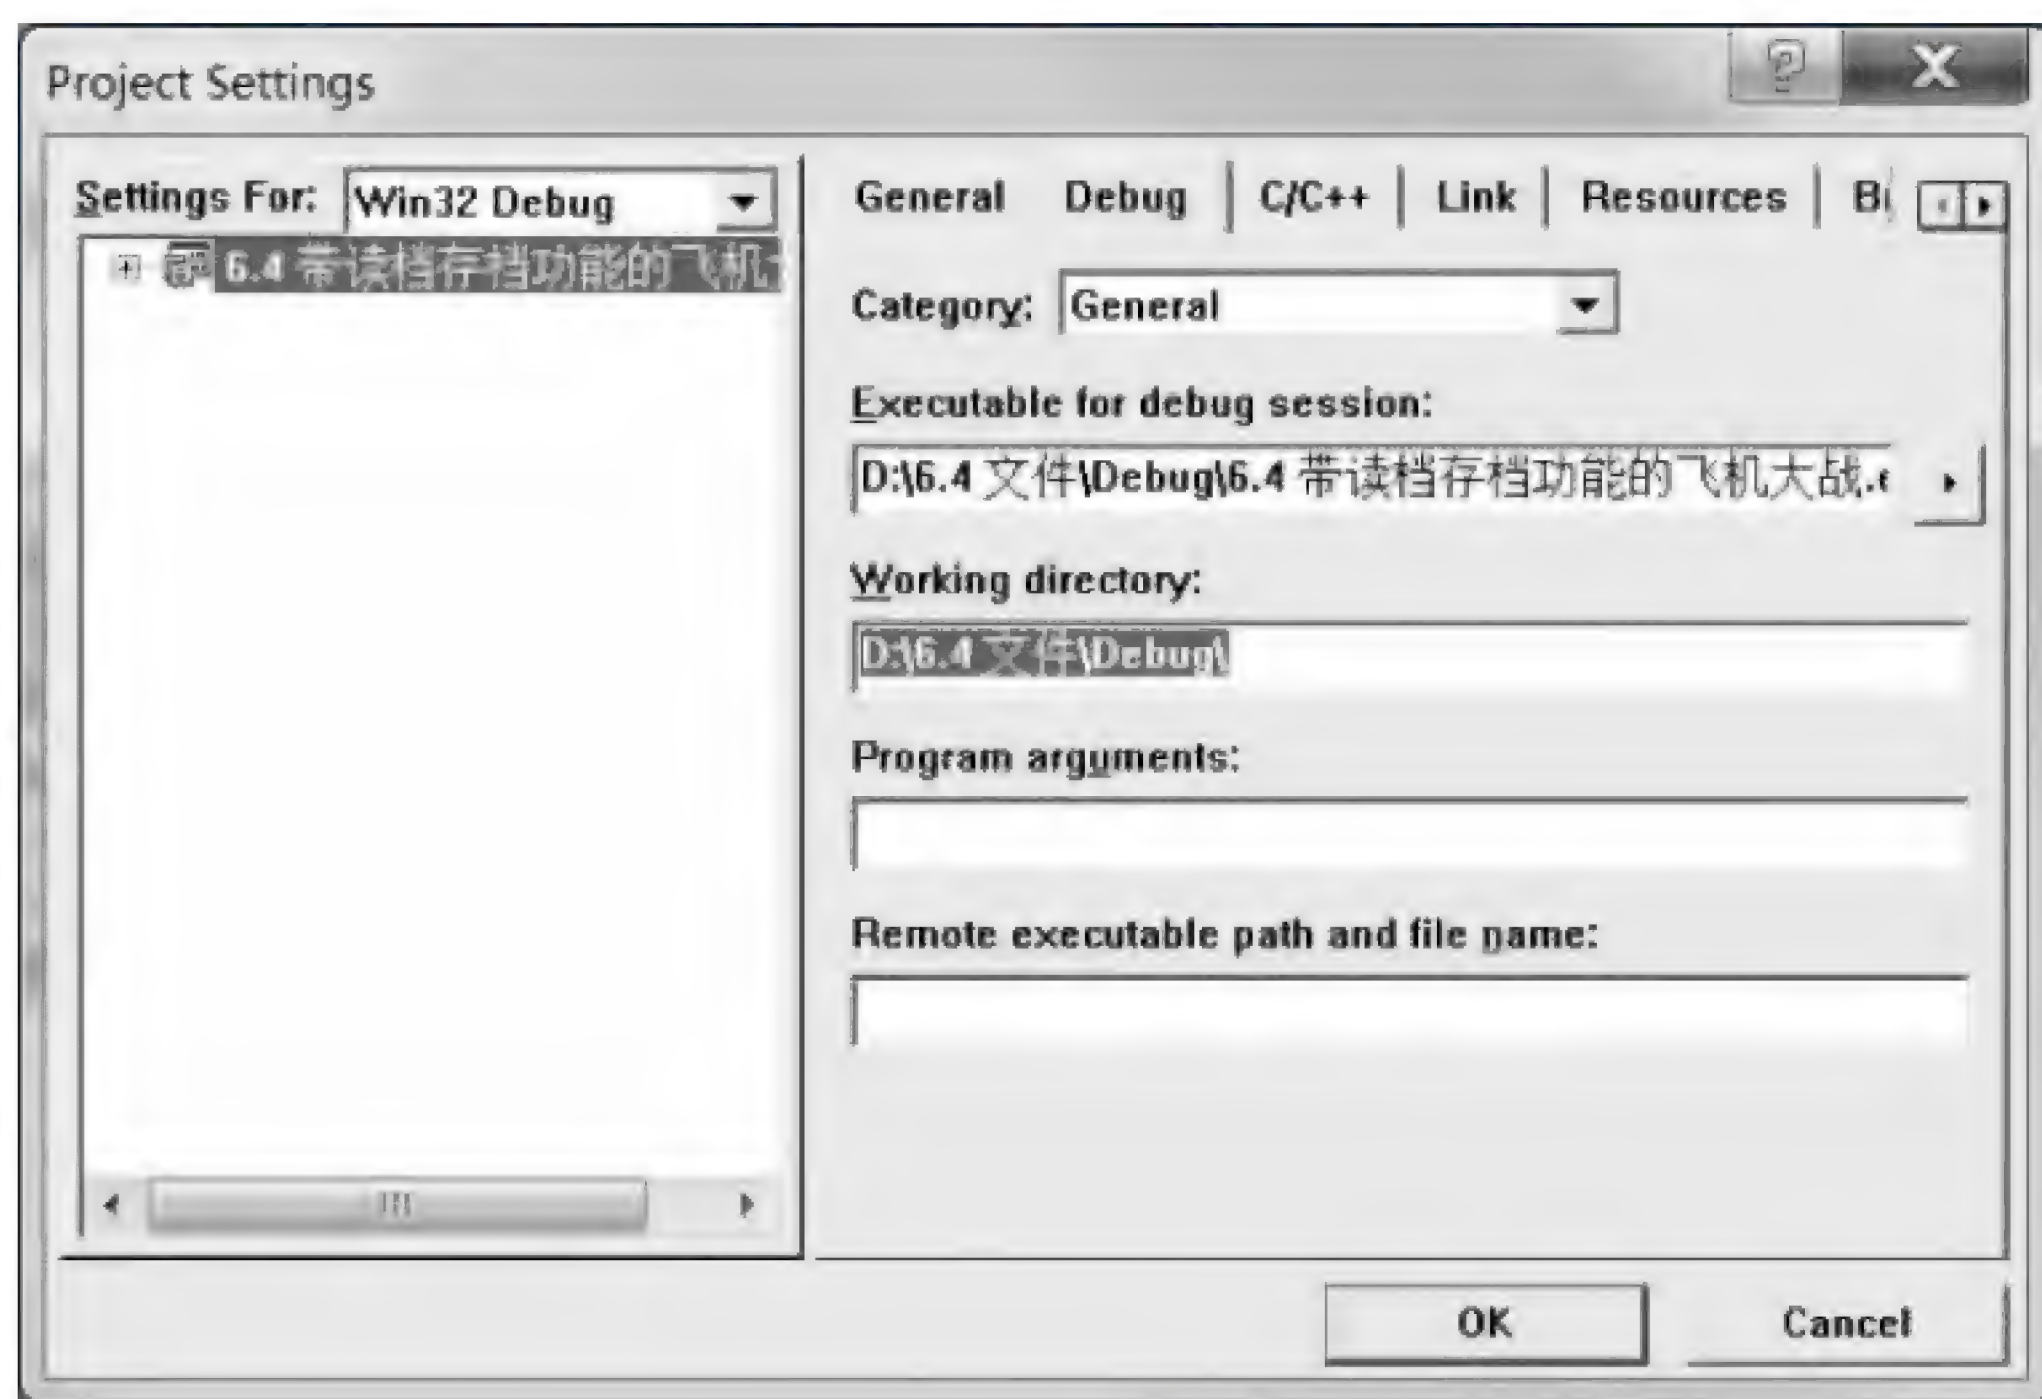 Project Settings
Settings For: Win32 Debug
6.4 带读档存档功能的飞机
General Debug C/C++ Link Resources
Category: General
Executable for debug session:
D:\6.4 文件\Debug\6.4 带读档存档功能的飞机大战.
Working directory:
D:\6.4 文件\Debug\
Program arguments:
Remote executable path and file name:
OK Cancel